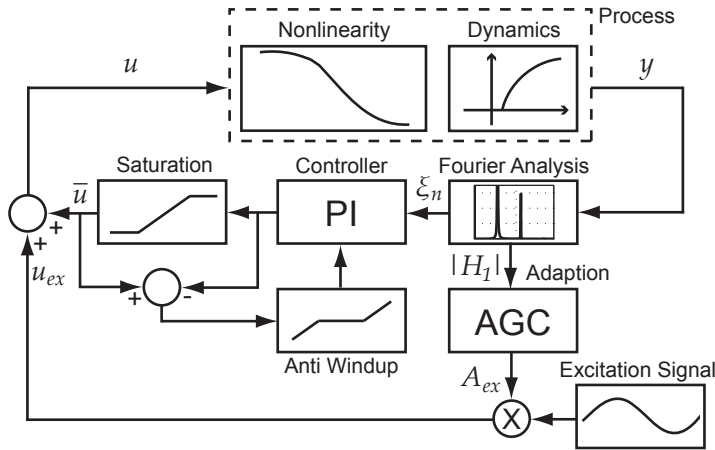 Process
Nonlinearity
Dynamics
u
y
Saturation
Controller
Fourier Analysis
ū
ξn
PI
+
+
uex
|H1|
Adaption
+
-
AGC
Anti Windup
Aex
Excitation Signal
X